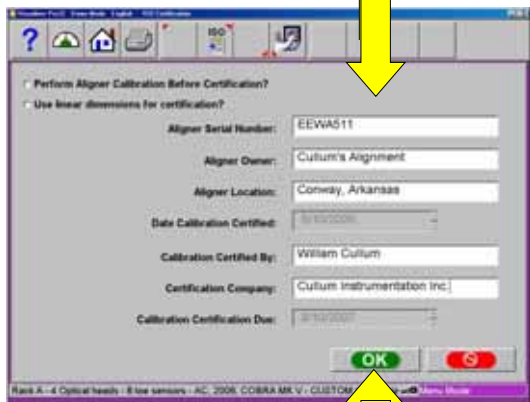 ISO
Perform Aligner Calibration Before Certification?
Use linear dimensions for certification?
Aligner Serial Number:
EEWA511
Aligner Owner:
Cullum's Alignment
Aligner Location:
Conway, Arkansas
Date Calibration Certified:
Calibration Certified By:
William Cullum
Certification Company:
Cullum Instrumentation Inc.
Calibration Certification Due:
OK
Rack A - 4 Optical heads - 8 toe sensors - AC, 2006, COBRA MK V - CUSTOM